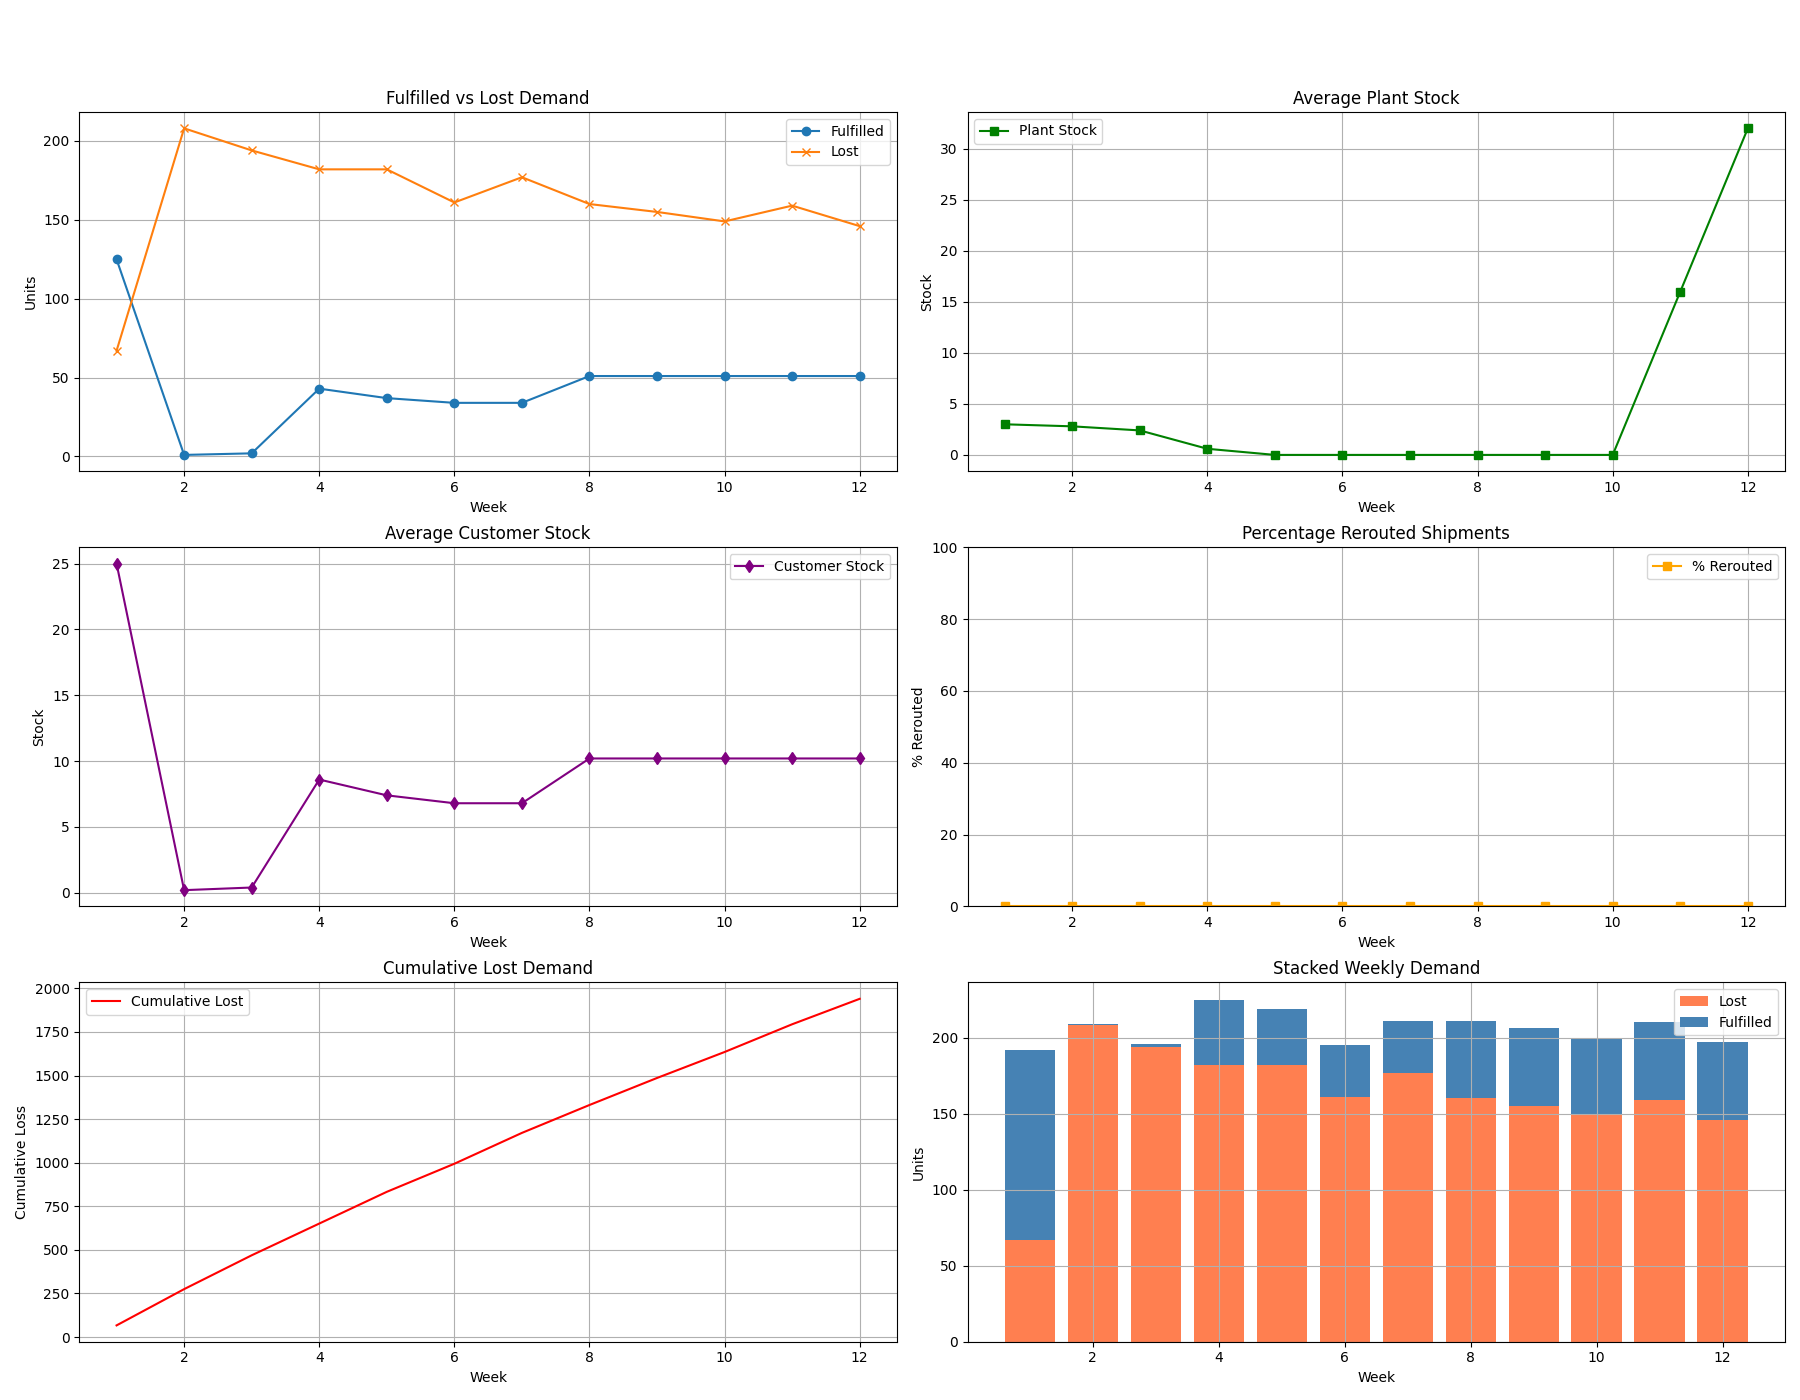 Fulfilled vs Lost Demand
Fulfilled
Lost
Units
200
150
100
50
0
2 4 6 8 10 12
Week
Average Plant Stock
Plant Stock
Stock
30
25
20
15
10
5
0
2 4 6 8 10 12
Week
Average Customer Stock
Customer Stock
Stock
25
20
15
10
5
0
2 4 6 8 10 12
Week
Percentage Rerouted Shipments
% Rerouted
% Rerouted
100
80
60
40
20
0
2 4 6 8 10 12
Week
Cumulative Lost Demand
Cumulative Lost
Cumulative Loss
2000
1750
1500
1250
1000
750
500
250
0
2 4 6 8 10 12
Week
Stacked Weekly Demand
Lost
Fulfilled
Units
200
150
100
50
0
2 4 6 8 10 12
Week